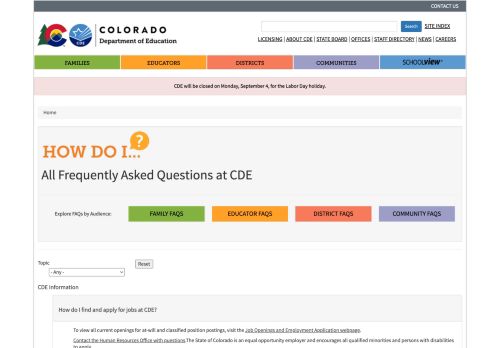 CONTACT US
COLORADO
Department of Education
CDE
Search
SITE INDEX
LICENSING | ABOUT CDE | STATE BOARD | OFFICES | STAFF DIRECTORY | NEWS | CAREERS
FAMILIES
EDUCATORS
DISTRICTS
COMMUNITIES
SCHOOLVIEW
CDE will be closed on Monday, September 4, for the Labor Day holiday.
Home
HOW DO I...?
All Frequently Asked Questions at CDE
Explore FAQs by Audience:
FAMILY FAQS
EDUCATOR FAQS
DISTRICT FAQS
COMMUNITY FAQS
Topic
- Any -
Reset
CDE Information
How do I find and apply for jobs at CDE?
To view all current openings for at-will and classified position postings, visit the Job Openings and Employment Application webpage.
Contact the Human Resources Office with questions The State of Colorado is an equal opportunity employer and encourages all qualified minorities and persons with disabilities
to apply.